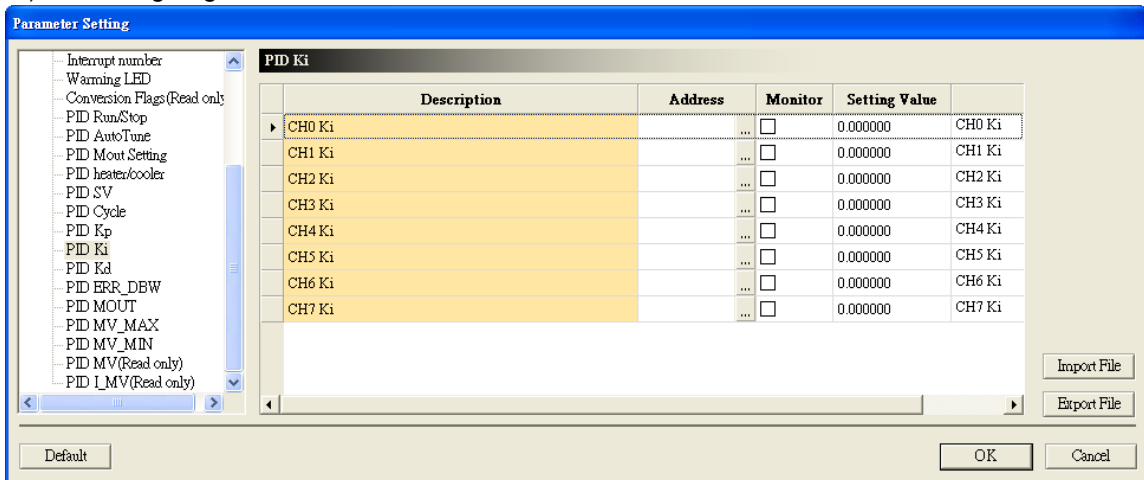 Parameter Setting
Interrupt number
Warning LED
Conversion Flags(Read only
PID Run/Stop
PID AutoTune
PID Mout Setting
PID heater/cooler
PID SV
PID Cycle
PID Kp
PID Ki
PID Kd
PID ERR_DBW
PID MOUT
PID MV_MAX
PID MV_MIN
PID MV(Read only)
PID I_MV(Read only)
PID Ki
Description Address Monitor Setting Value
CH0 Ki ... 0.000000 CH0 Ki
CH1 Ki ... 0.000000 CH1 Ki
CH2 Ki ... 0.000000 CH2 Ki
CH3 Ki ... 0.000000 CH3 Ki
CH4 Ki ... 0.000000 CH4 Ki
CH5 Ki ... 0.000000 CH5 Ki
CH6 Ki ... 0.000000 CH6 Ki
CH7 Ki ... 0.000000 CH7 Ki
Import File
Export File
Default OK Cancel